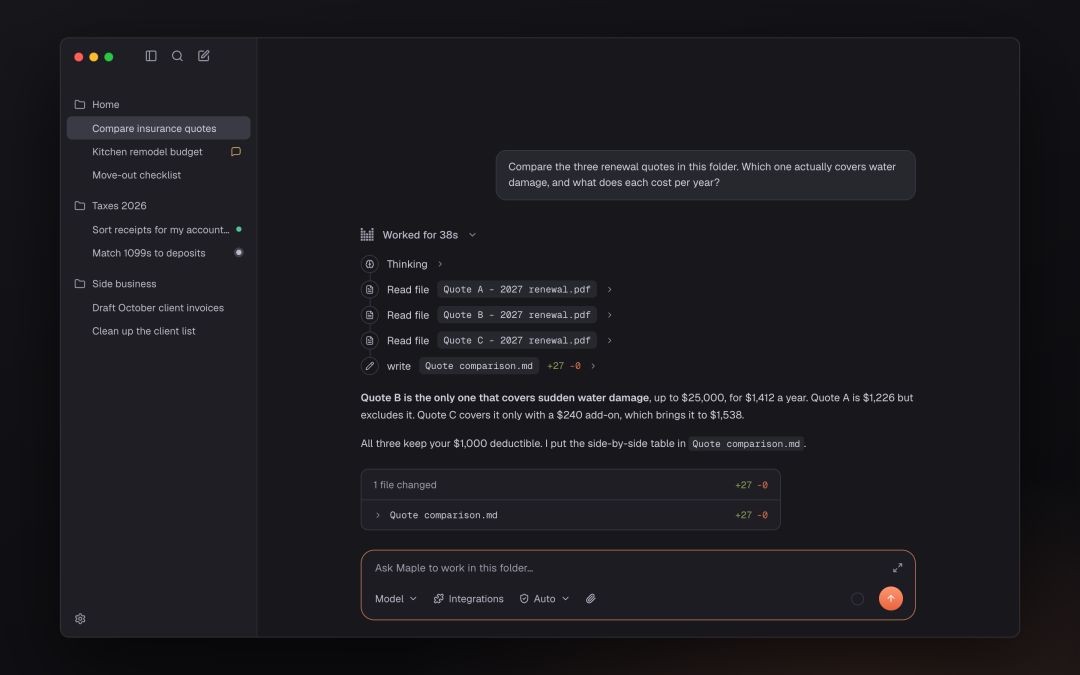 Home
Compare insurance quotes
Kitchen remodel budget
Move-out checklist
Taxes 2026
Sort receipts for my account...
Match 1099s to deposits
Side business
Draft October client invoices
Clean up the client list
Compare the three renewal quotes in this folder. Which one actually covers water
damage, and what does each cost per year?
Worked for 38s
Thinking
Read file Quote A - 2027 renewal.pdf
Read file Quote B - 2027 renewal.pdf
Read file Quote C - 2027 renewal.pdf
write Quote comparison.md +27 -0
Quote B is the only one that covers sudden water damage, up to $25,000, for $1,412 a year. Quote A is $1,226 but
excludes it. Quote C covers it only with a $240 add-on, which brings it to $1,538.
All three keep your $1,000 deductible. I put the side-by-side table in Quote comparison.md.
1 file changed +27 -0
Quote comparison.md +27 -0
Ask Maple to work in this folder...
Model Integrations Auto